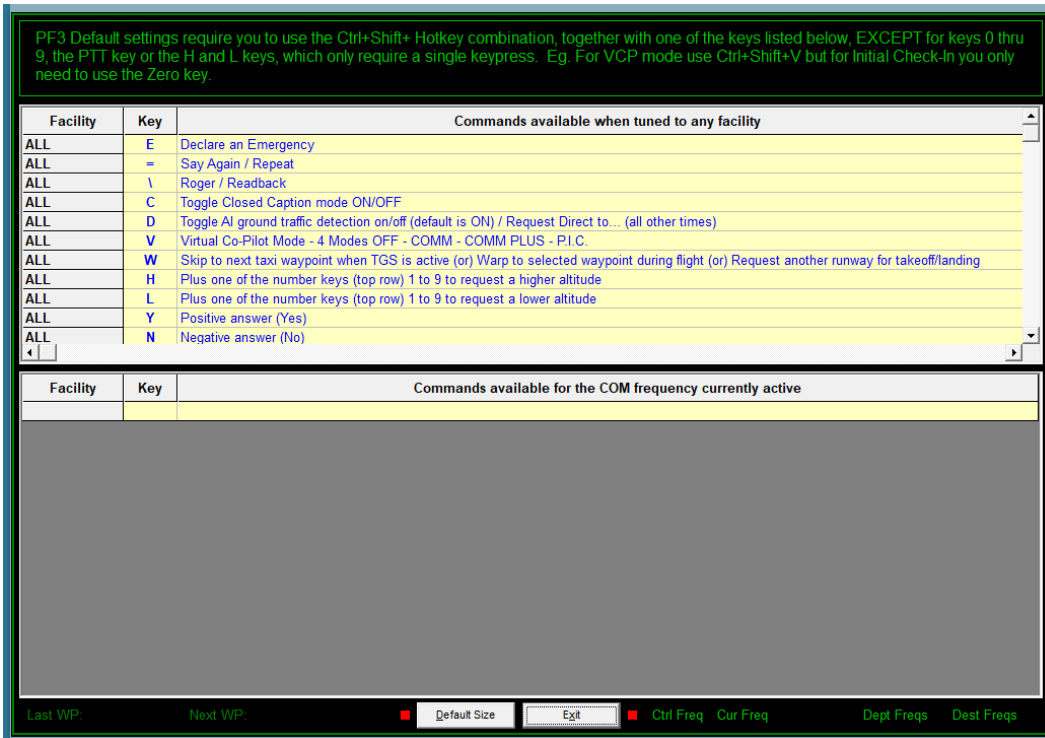 PF3 Default settings require you to use the Ctrl+Shift+ Hotkey combination, together with one of the keys listed below, EXCEPT for keys 0 thru
9, the PTT key or the H and L keys, which only require a single keypress. Eg. For VCP mode use Ctrl+Shift+V but for Initial Check-In you only
need to use the Zero key.
Facility Key Commands available when tuned to any facility
ALL E Declare an Emergency
ALL = Say Again / Repeat
ALL \ Roger / Readback
ALL C Toggle Closed Caption mode ON/OFF
ALL D Toggle AI ground traffic detection on/off (default is ON) / Request Direct to... (all other times)
ALL V Virtual Co-Pilot Mode - 4 Modes OFF - COMM - COMM PLUS - P.I.C.
ALL W Skip to next taxi waypoint when TGS is active (or) Warp to selected waypoint during flight (or) Request another runway for takeoff/landing
ALL H Plus one of the number keys (top row) 1 to 9 to request a higher altitude
ALL L Plus one of the number keys (top row) 1 to 9 to request a lower altitude
ALL Y Positive answer (Yes)
ALL N Negative answer (No)
Facility Key Commands available for the COM frequency currently active
Last WP: Next WP: Default Size Exit Ctrl Freq Cur Freq Dept Freqs Dest Freqs